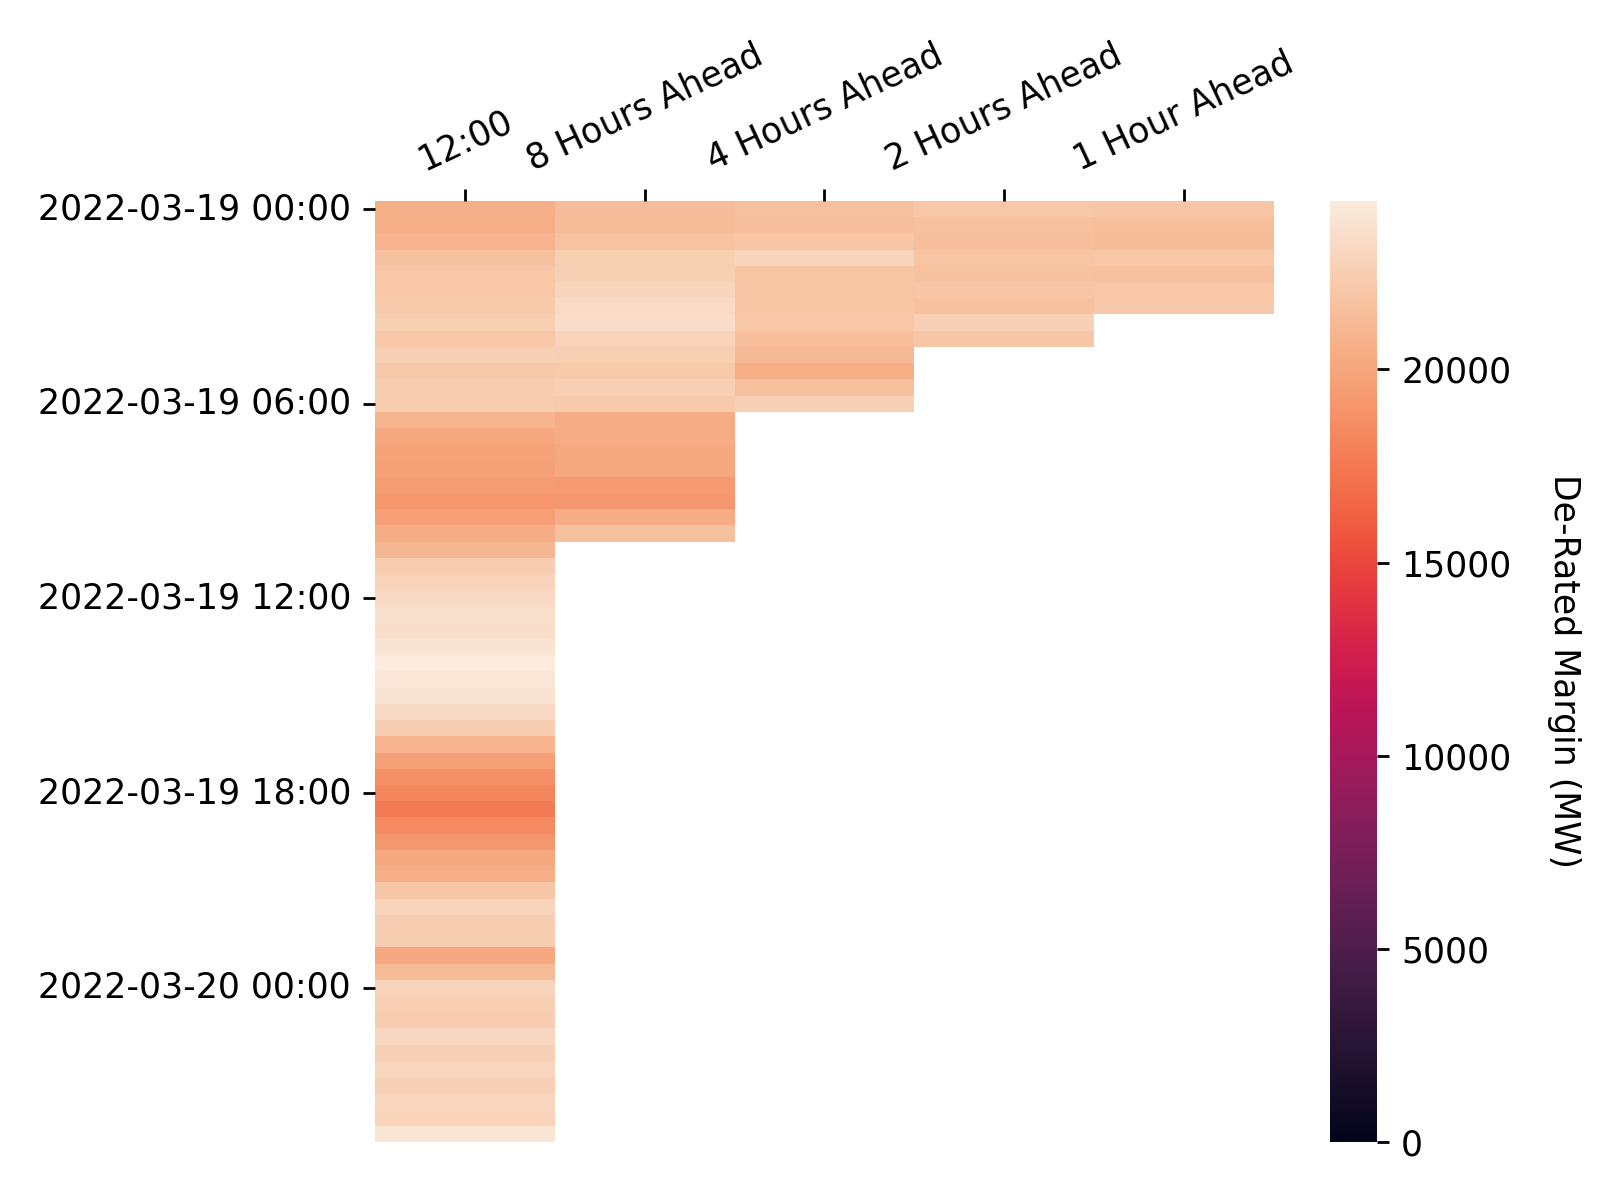 12:00
8 Hours Ahead
4 Hours Ahead
2 Hours Ahead
1 Hour Ahead
2022-03-19 00:00
2022-03-19 06:00
2022-03-19 12:00
2022-03-19 18:00
2022-03-20 00:00
20000
15000
10000
5000
0
De-Rated Margin (MW)